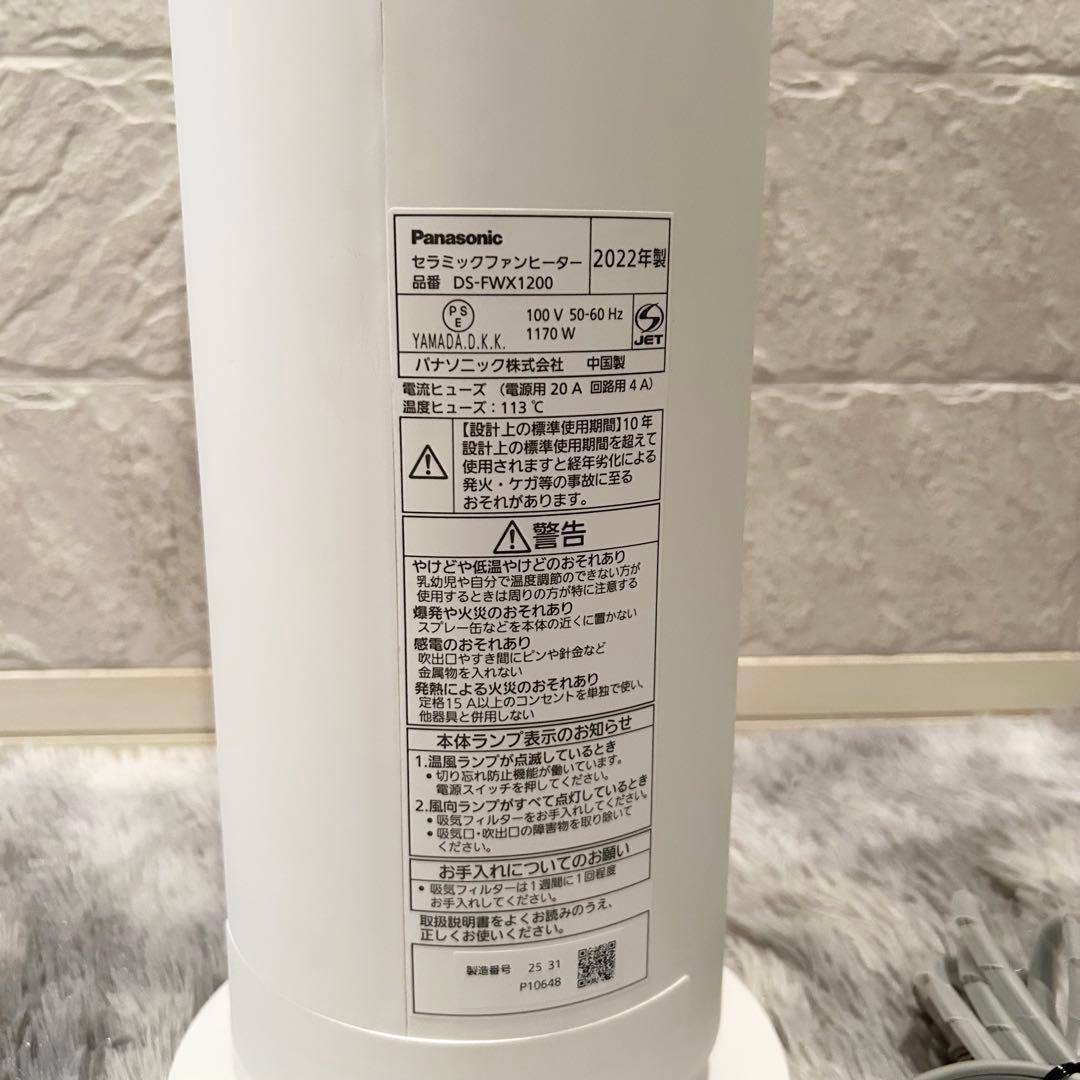 Panasonic
セラミックファンヒーター
品番 DS-FWX1200
2022年製
PSE
YAMADA.D.K.K.
100 V 50-60 Hz
1170 W
JET
パナソニック株式会社 中国製
電流ヒューズ (電源用 20 A 回路用 4 A)
温度ヒューズ:113 ℃
【設計上の標準使用期間】10年
設計上の標準使用期間を超えて
使用されますと経年劣化による
発火・ケガ等の事故に至る
おそれがあります。
警告
やけどや低温やけどのおそれあり
乳幼児や自分で温度調節のできない方が
使用するときは周りの方が特に注意する
爆発や火災のおそれあり
スプレー缶などを本体の近くに置かない
感電のおそれあり
吹出口やすき間にピンや針金など
金属物を入れない
発熱による火災のおそれあり
定格15 A以上のコンセントを単独で使い、
他器具と併用しない
本体ランプ表示のお知らせ
1.温風ランプが点滅しているとき
• 切り忘れ防止機能が働いています。
電源スイッチを押してください。
2.風向ランプがすべて点灯しているとき
• 吸気フィルターをお手入れしてください。
• 吸気口・吹出口の障害物を取り除いて
ください。
お手入れについてのお願い
• 吸気フィルターは1週間に1回程度
お手入れしてください。
取扱説明書をよくお読みのうえ、
正しくお使いください。
製造番号 25 31
P10648